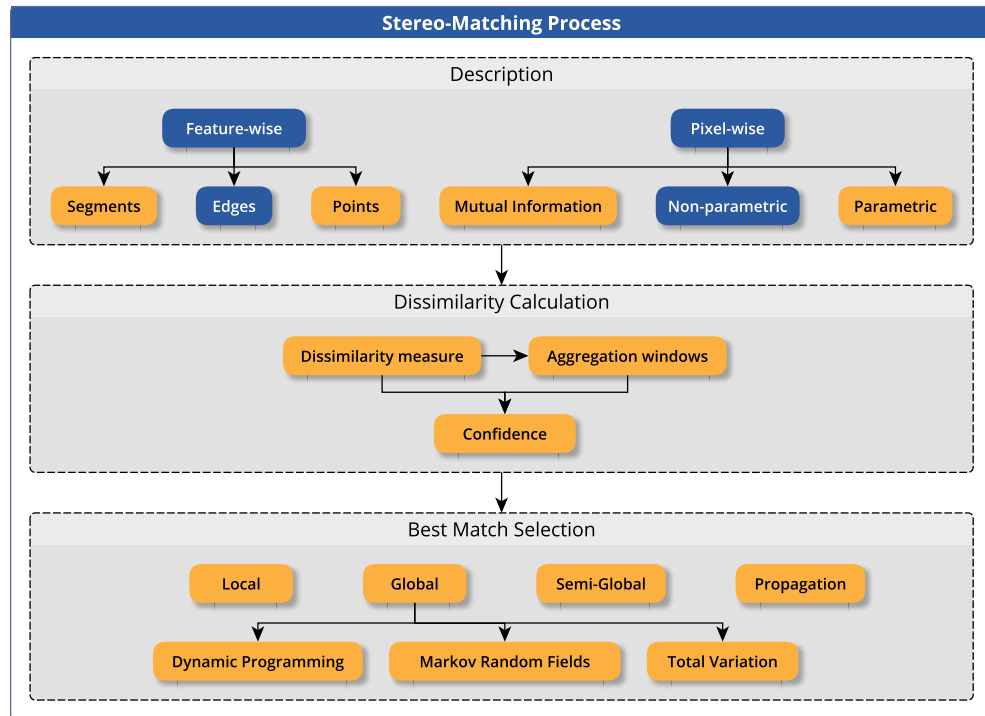 Stereo-Matching Process
Description
Feature-wise
Pixel-wise
Segments
Edges
Points
Mutual Information
Non-parametric
Parametric
Dissimilarity Calculation
Dissimilarity measure
Aggregation windows
Confidence
Best Match Selection
Local
Global
Semi-Global
Propagation
Dynamic Programming
Markov Random Fields
Total Variation